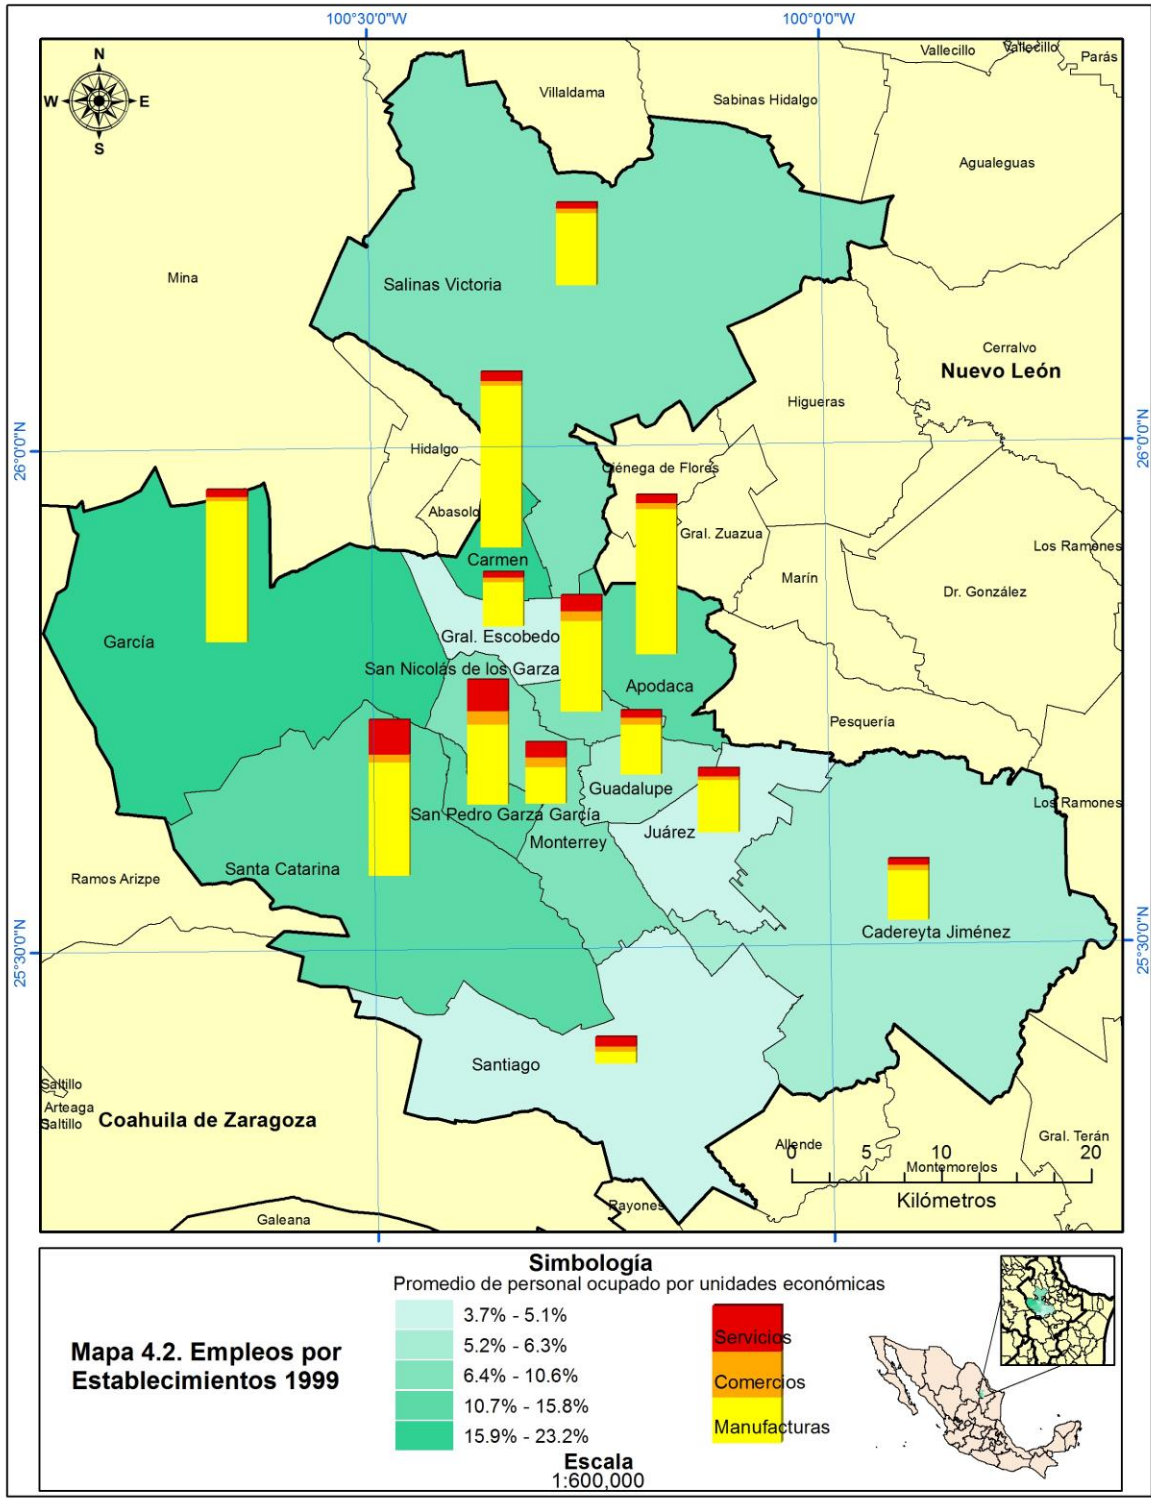 100°30'0"W
100°0'0"W
Vallecillo
Vallecillo
Parás
N
W
E
S
Villaldama
Sabinas Hidalgo
Agualeguas
Mina
Salinas Victoria
Cerralvo
Nuevo León
Higueras
26°0'0"N
26°0'0"N
Hidalgo
Ciénega de Flores
Abasolo
Gral. Zuazua
Los Ramones
Carmen
Marín
Dr. González
García
Gral. Escobedo
San Nicolás de los Garza
Apodaca
Pesquería
Guadalupe
Los Ramones
San Pedro Garza García
Juárez
Monterrey
Santa Catarina
Ramos Arizpe
Cadereyta Jiménez
25°30'0"N
25°30'0"N
Santiago
Saltillo
Arteaga
Saltillo
Coahuila de Zaragoza
Allende
Gral. Terán
0
5
10
20
Montemorelos
Kilómetros
Rayones
Galeana
Simbología
Promedio de personal ocupado por unidades económicas
Mapa 4.2. Empleos por
Establecimientos 1999
3.7% - 5.1%
5.2% - 6.3%
6.4% - 10.6%
10.7% - 15.8%
15.9% - 23.2%
Servicios
Comercios
Manufacturas
Escala
1:600,000